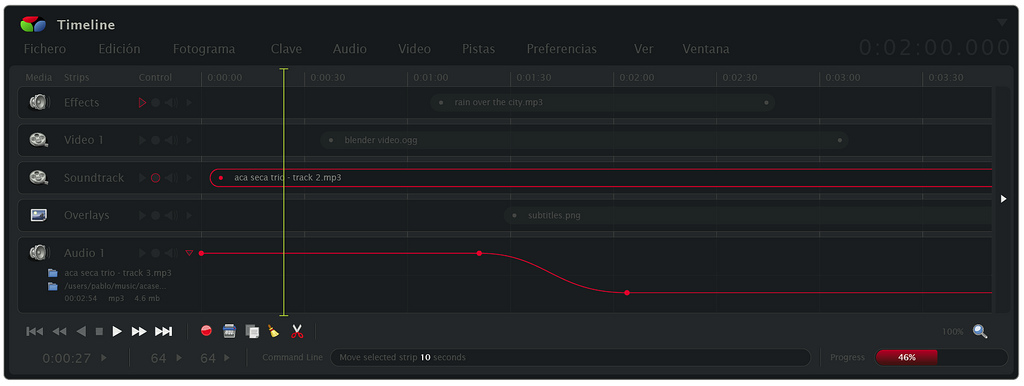 Timeline
Fichero Edición Fotograma Clave Audio Video Pistas Preferencias Ver Ventana 0:02:00.000
Media Strips Control 0:00:00 0:00:30 0:01:00 0:01:30 0:02:00 0:02:30 0:03:00 0:03:30
Effects rain over the city.mp3
Video 1 blender video.ogg
Soundtrack aca seca trio - track 2.mp3
Overlays subtitles.png
Audio 1
aca seca trio - track 3.mp3
/users/pablo/music/acase...
00:02:54 mp3 4.6 mb
100%
0:00:27 64 64 Command Line Move selected strip 10 seconds Progress 46%